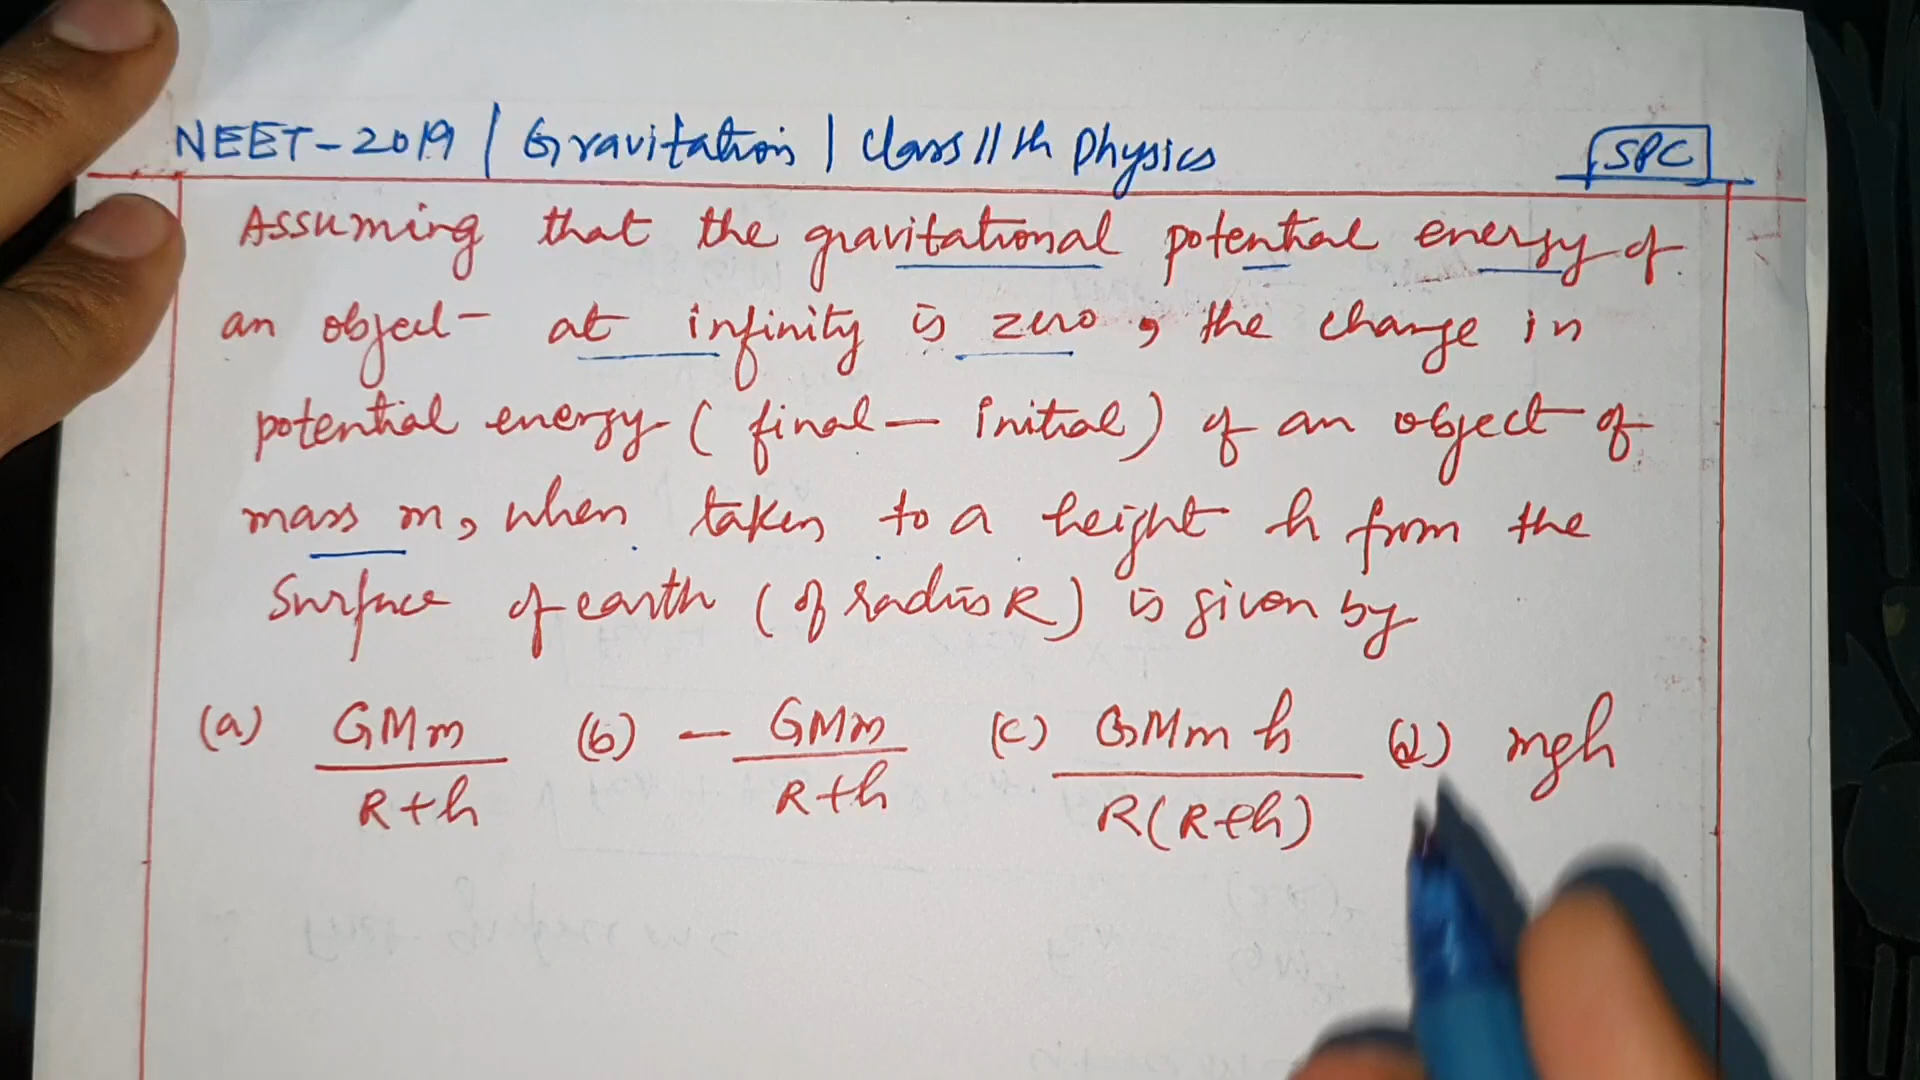 NEET-2019 | Gravitation | Class 11th Physics
SPC
Assuming that the gravitational potential energy of
an object at infinity is zero, the change in
potential energy (final - initial) of an object of
mass m, when taken to a height h from the
Surface of earth (of radius R) is given by
(a) GMm / R+h (b) - GMm / R+h (c) GMm h / R(R+h) (d) mgh